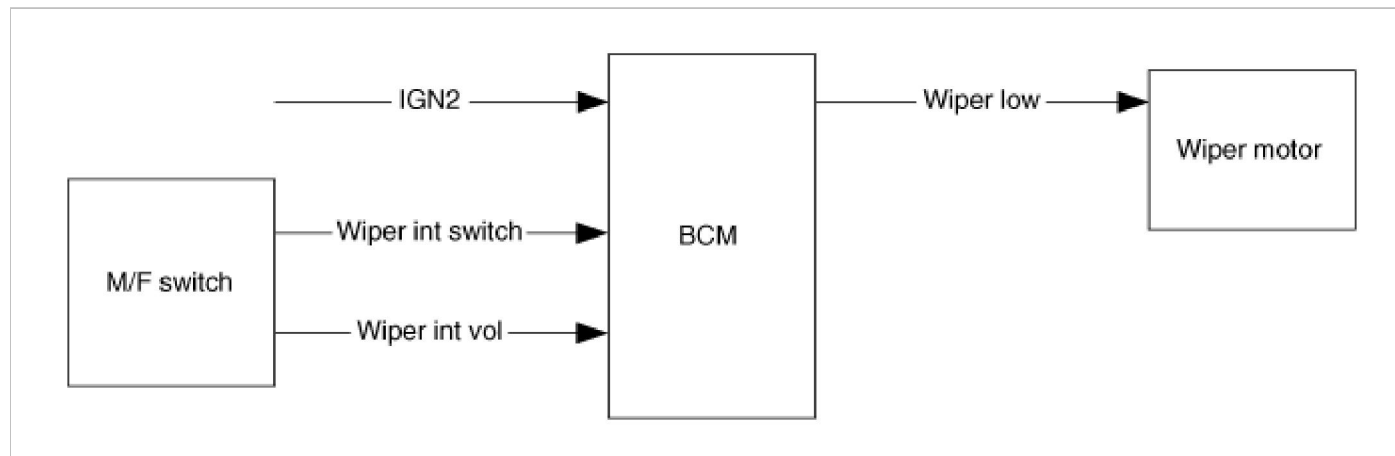 IGN2
Wiper low
Wiper motor
Wiper int switch
BCM
M/F switch
Wiper int vol